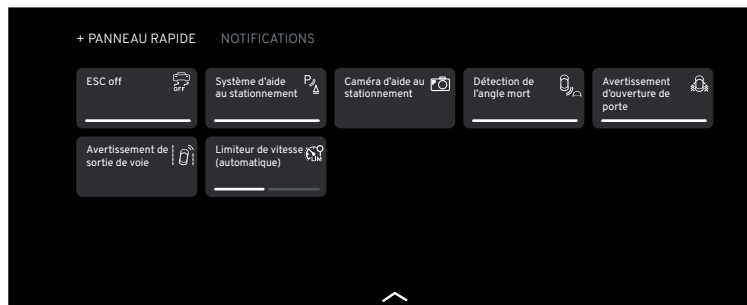 + PANNEAU RAPIDE NOTIFICATIONS
ESC off
OFF
Système d'aide
au stationnement
P
Caméra d'aide au
stationnement
Détection de
l'angle mort
Avertissement
d'ouverture de
porte
Avertissement de
sortie de voie
Limiteur de vitesse
(automatique)
LIM